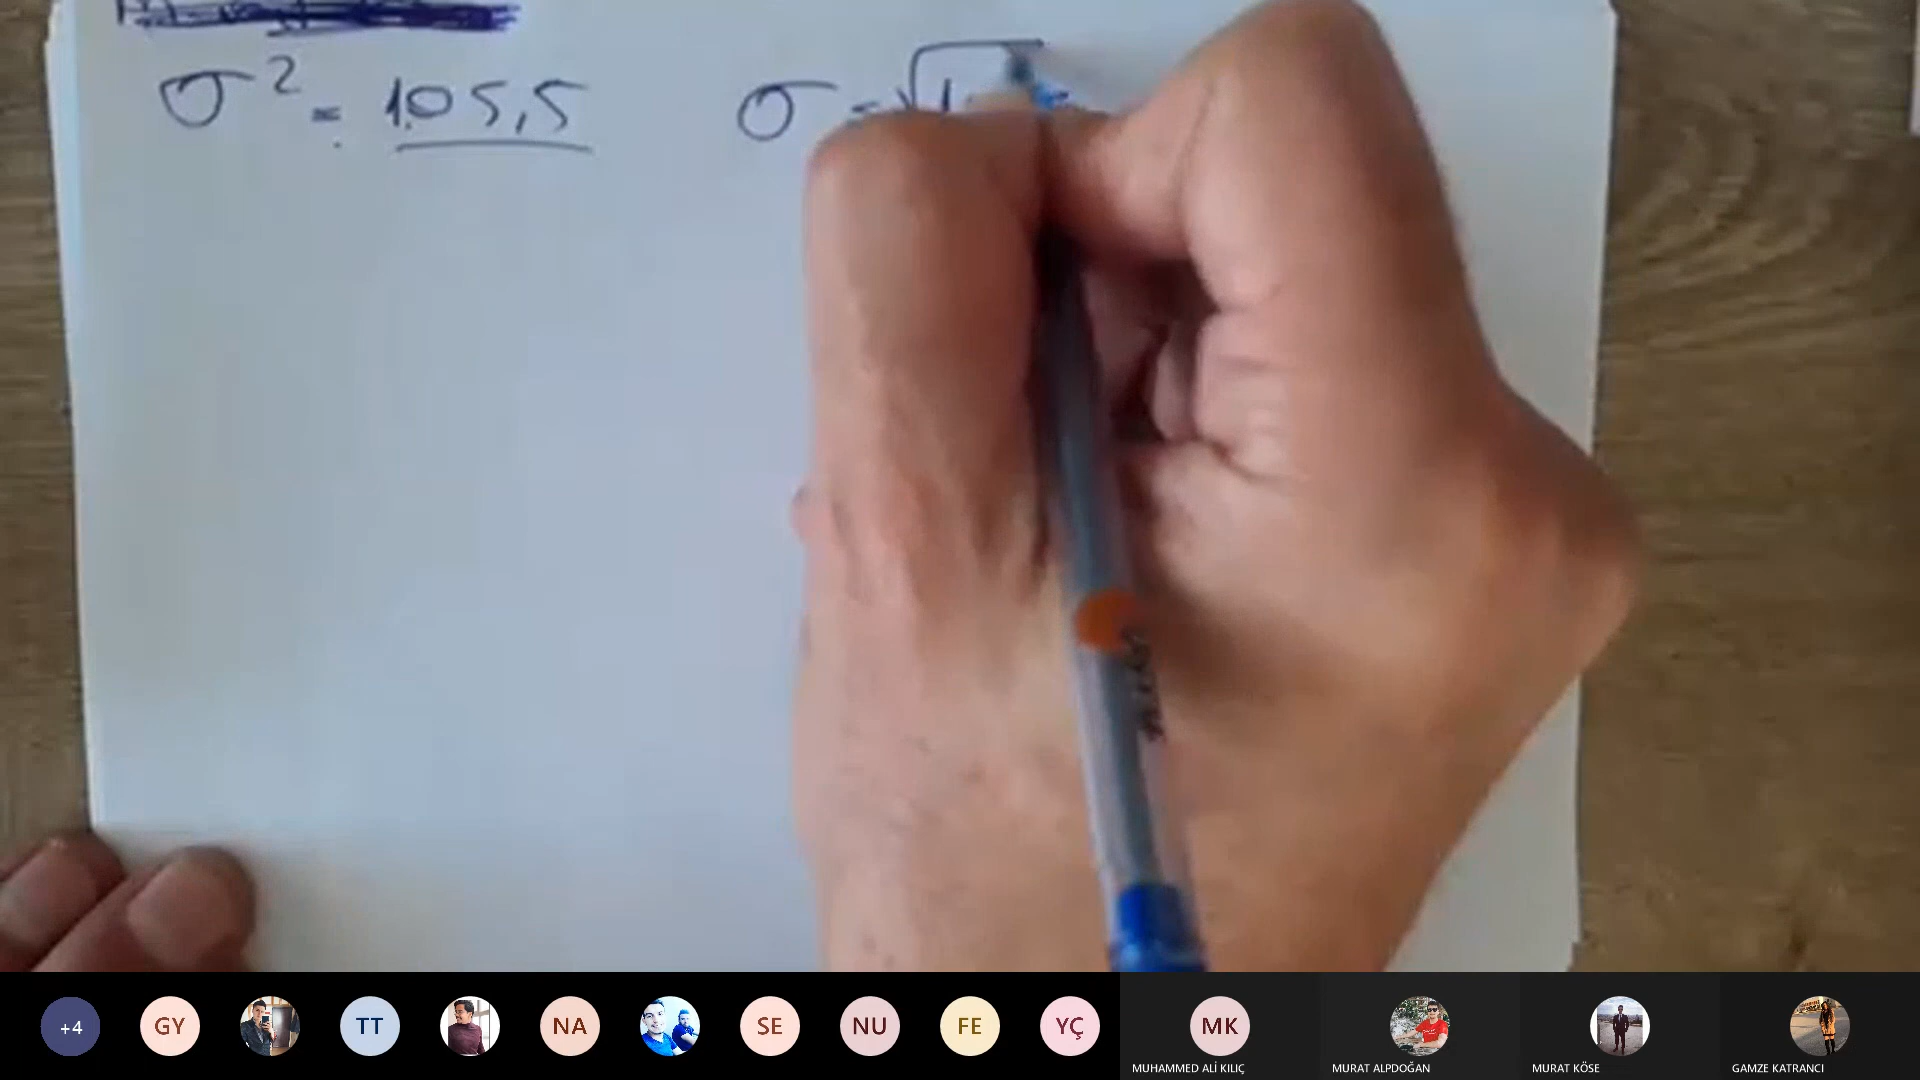 σ² = 105,5 σ = √1
+4 GY TT NA SE NU FE YÇ MK
MUHAMMED ALİ KILIÇ MURAT ALPDOĞAN MURAT KÖSE GAMZE KATRANCI